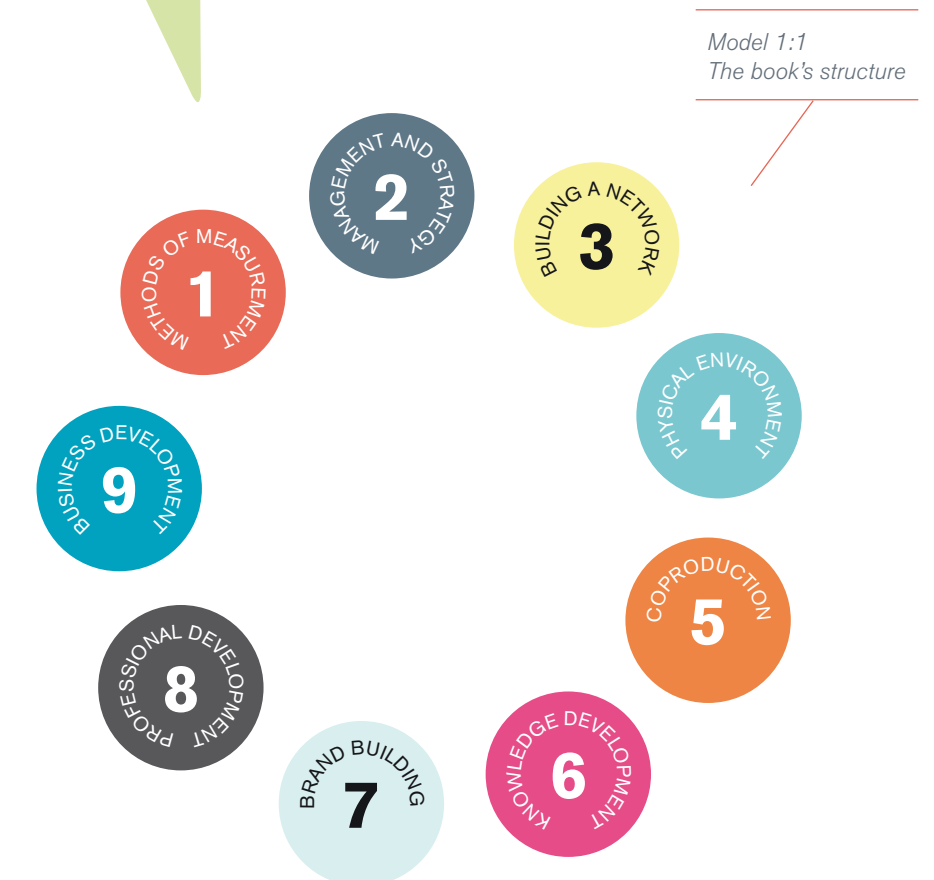 Model 1:1
The book's structure
METHODS OF MEASUREMENT
1
MANAGEMENT AND STRATEGY
2
BUILDING A NETWORK
3
PHYSICAL ENVIRONMENT
4
COPRODUCTION
5
KNOWLEDGE DEVELOPMENT
6
BRAND BUILDING
7
PROFESSIONAL DEVELOPMENT
8
BUSINESS DEVELOPMENT
9